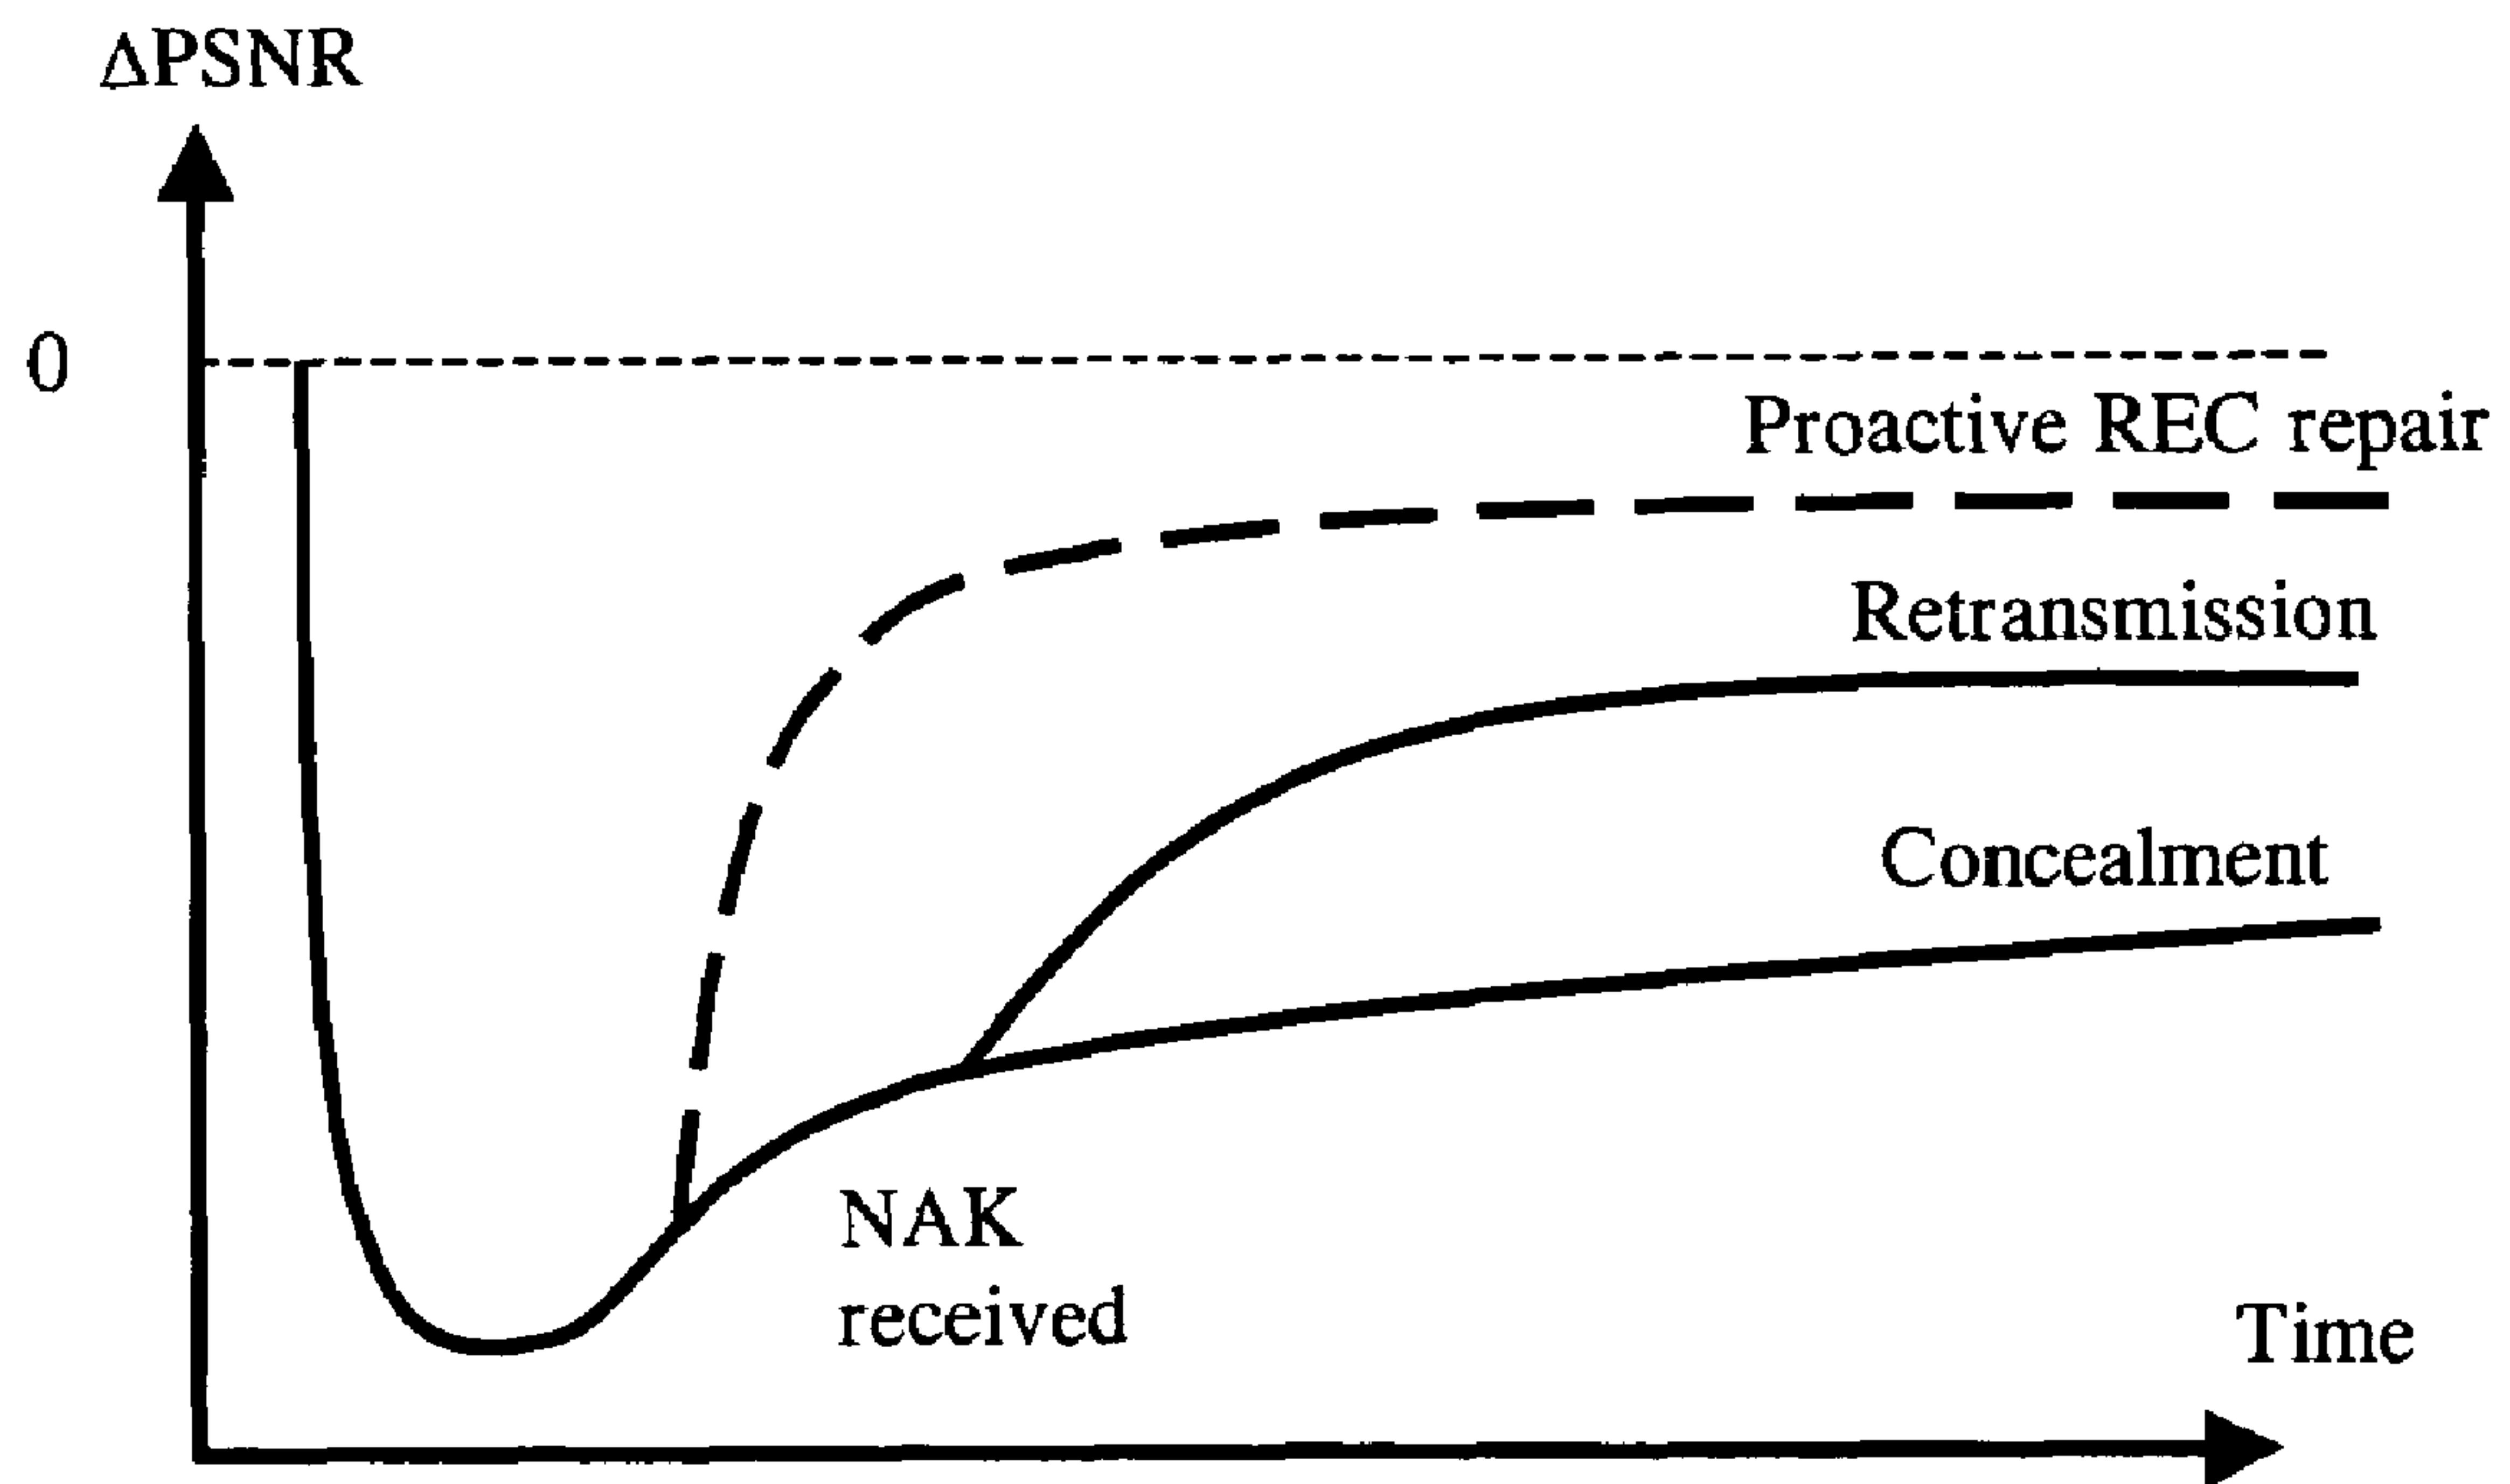 ΔPSNR
0
Proactive REC repair
Retransmission
Concealment
NAK
received
Time